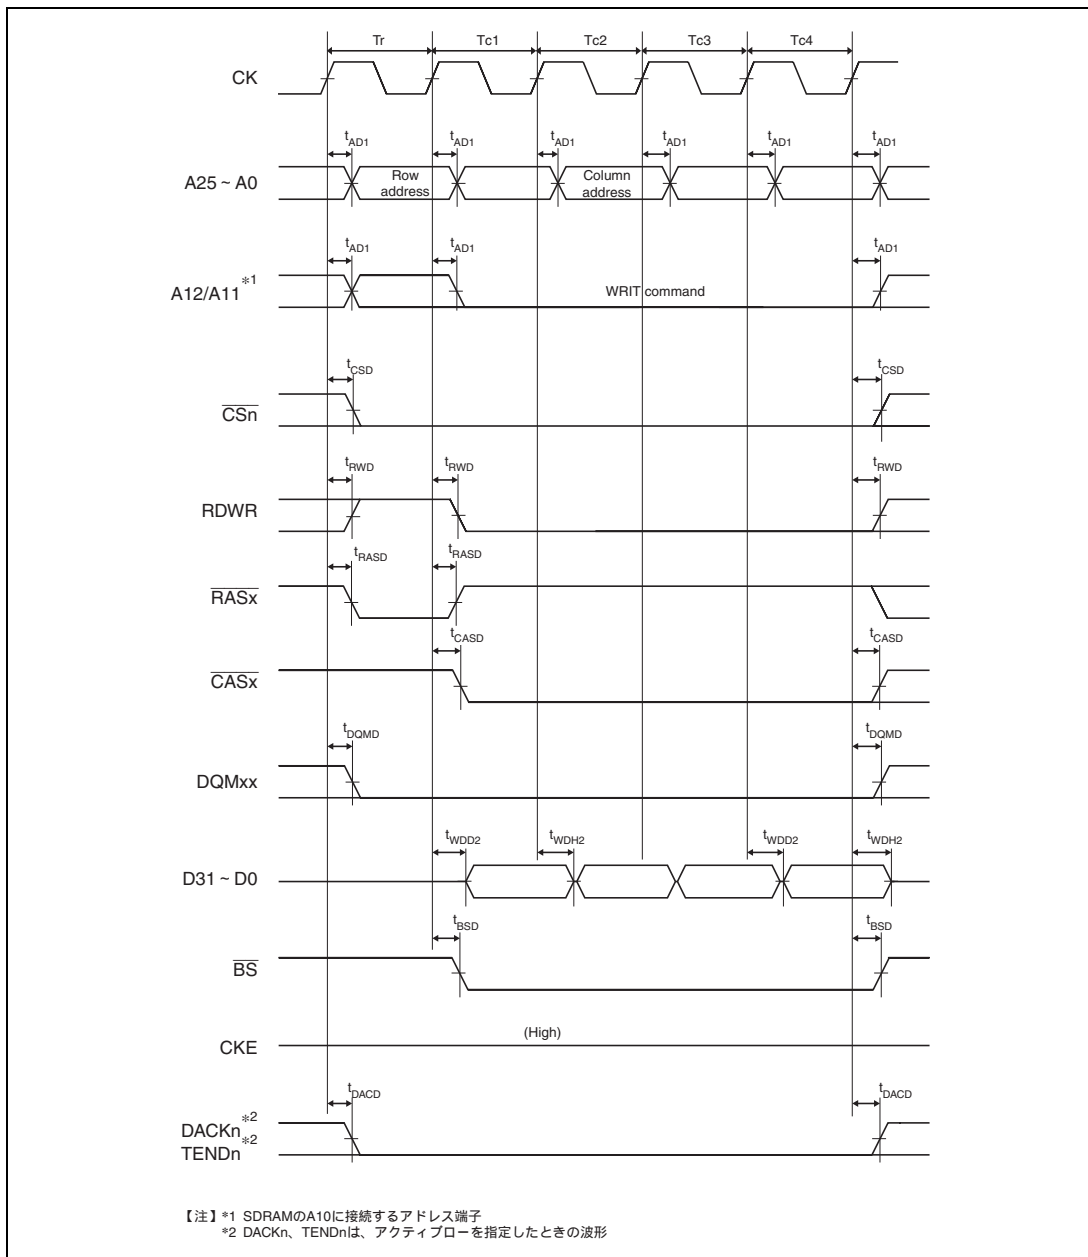 Tr Tc1 Tc2 Tc3 Tc4
CK
tAD1 tAD1 tAD1 tAD1 tAD1 tAD1
A25 ~ A0 Row address Column address
tAD1 tAD1 tAD1
A12/A11 *1 WRIT command
tCSD tCSD
CSn
tRWD tRWD tRWD
RDWR
tRASD tRASD
RASx
tCASD tCASD
CASx
tDQMD tDQMD
DQMxx
tWDD2 tWDH2 tWDD2 tWDH2
D31 ~ D0
tBSD tBSD
BS
(High)
CKE
tDACD tDACD
DACKn *2
TENDn *2
【注】*1 SDRAMのA10に接続するアドレス端子
*2 DACKn、TENDnは、アクティブローを指定したときの波形